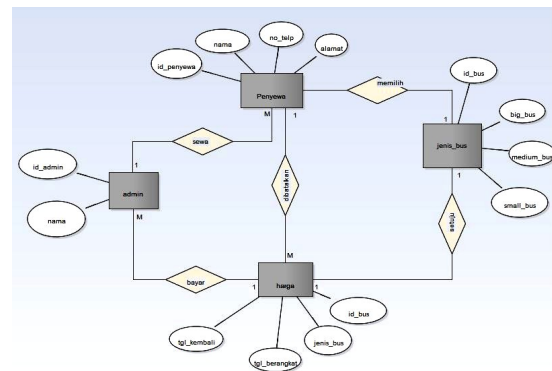 no_telp
nama
alamat
id_penyewa
Penyewa
memilih
id_bus
M
1
1
big_bus
sewa
jenis_bus
medium_bus
id_admin
1
1
admin
dibatalkan
small_bus
nama
M
setuju
M
bayar
harga
1
1
id_bus
tgl_kembali
jenis_bus
tgl_berangkat